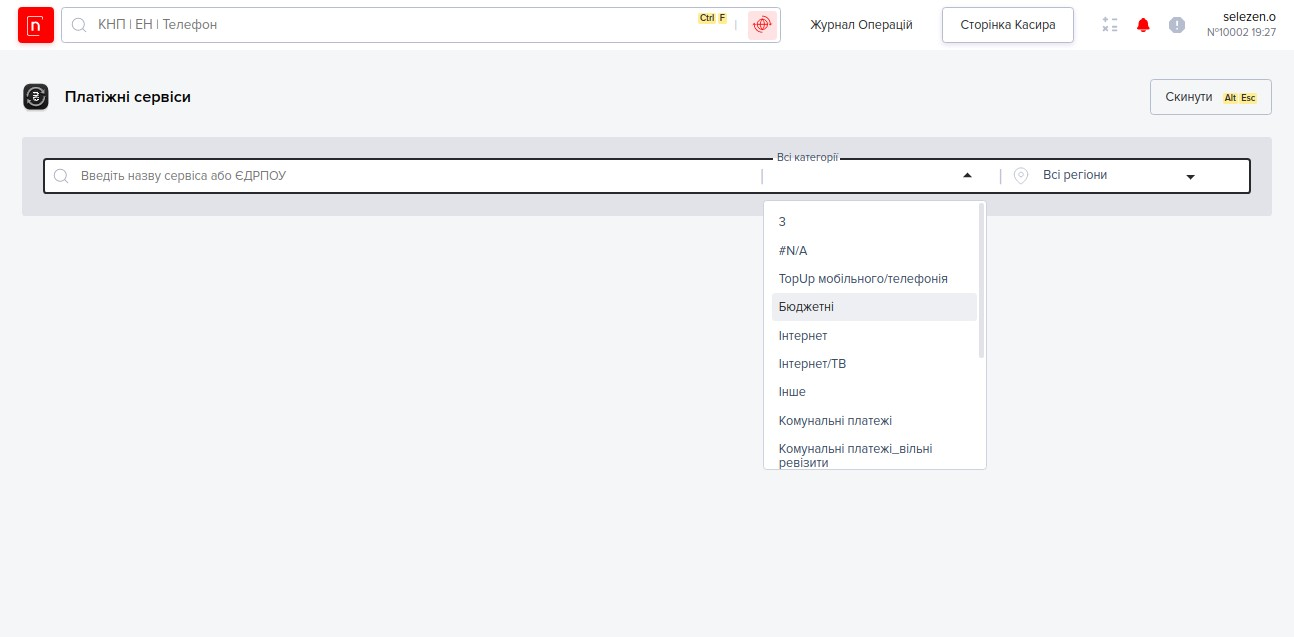 n
КНП | ЕН | Телефон
Ctrl F
Журнал Операцій
Сторінка Касира
selezen.o
№10002 19:27
Платіжні сервіси
Скинути Alt Esc
Всі категорії
Введіть назву сервіса або ЄДРПОУ
Всі регіони
3
#N/A
TopUp мобільного/телефонія
Бюджетні
Інтернет
Інтернет/ТВ
Інше
Комунальні платежі
Комунальні платежі_вільні
ревізити